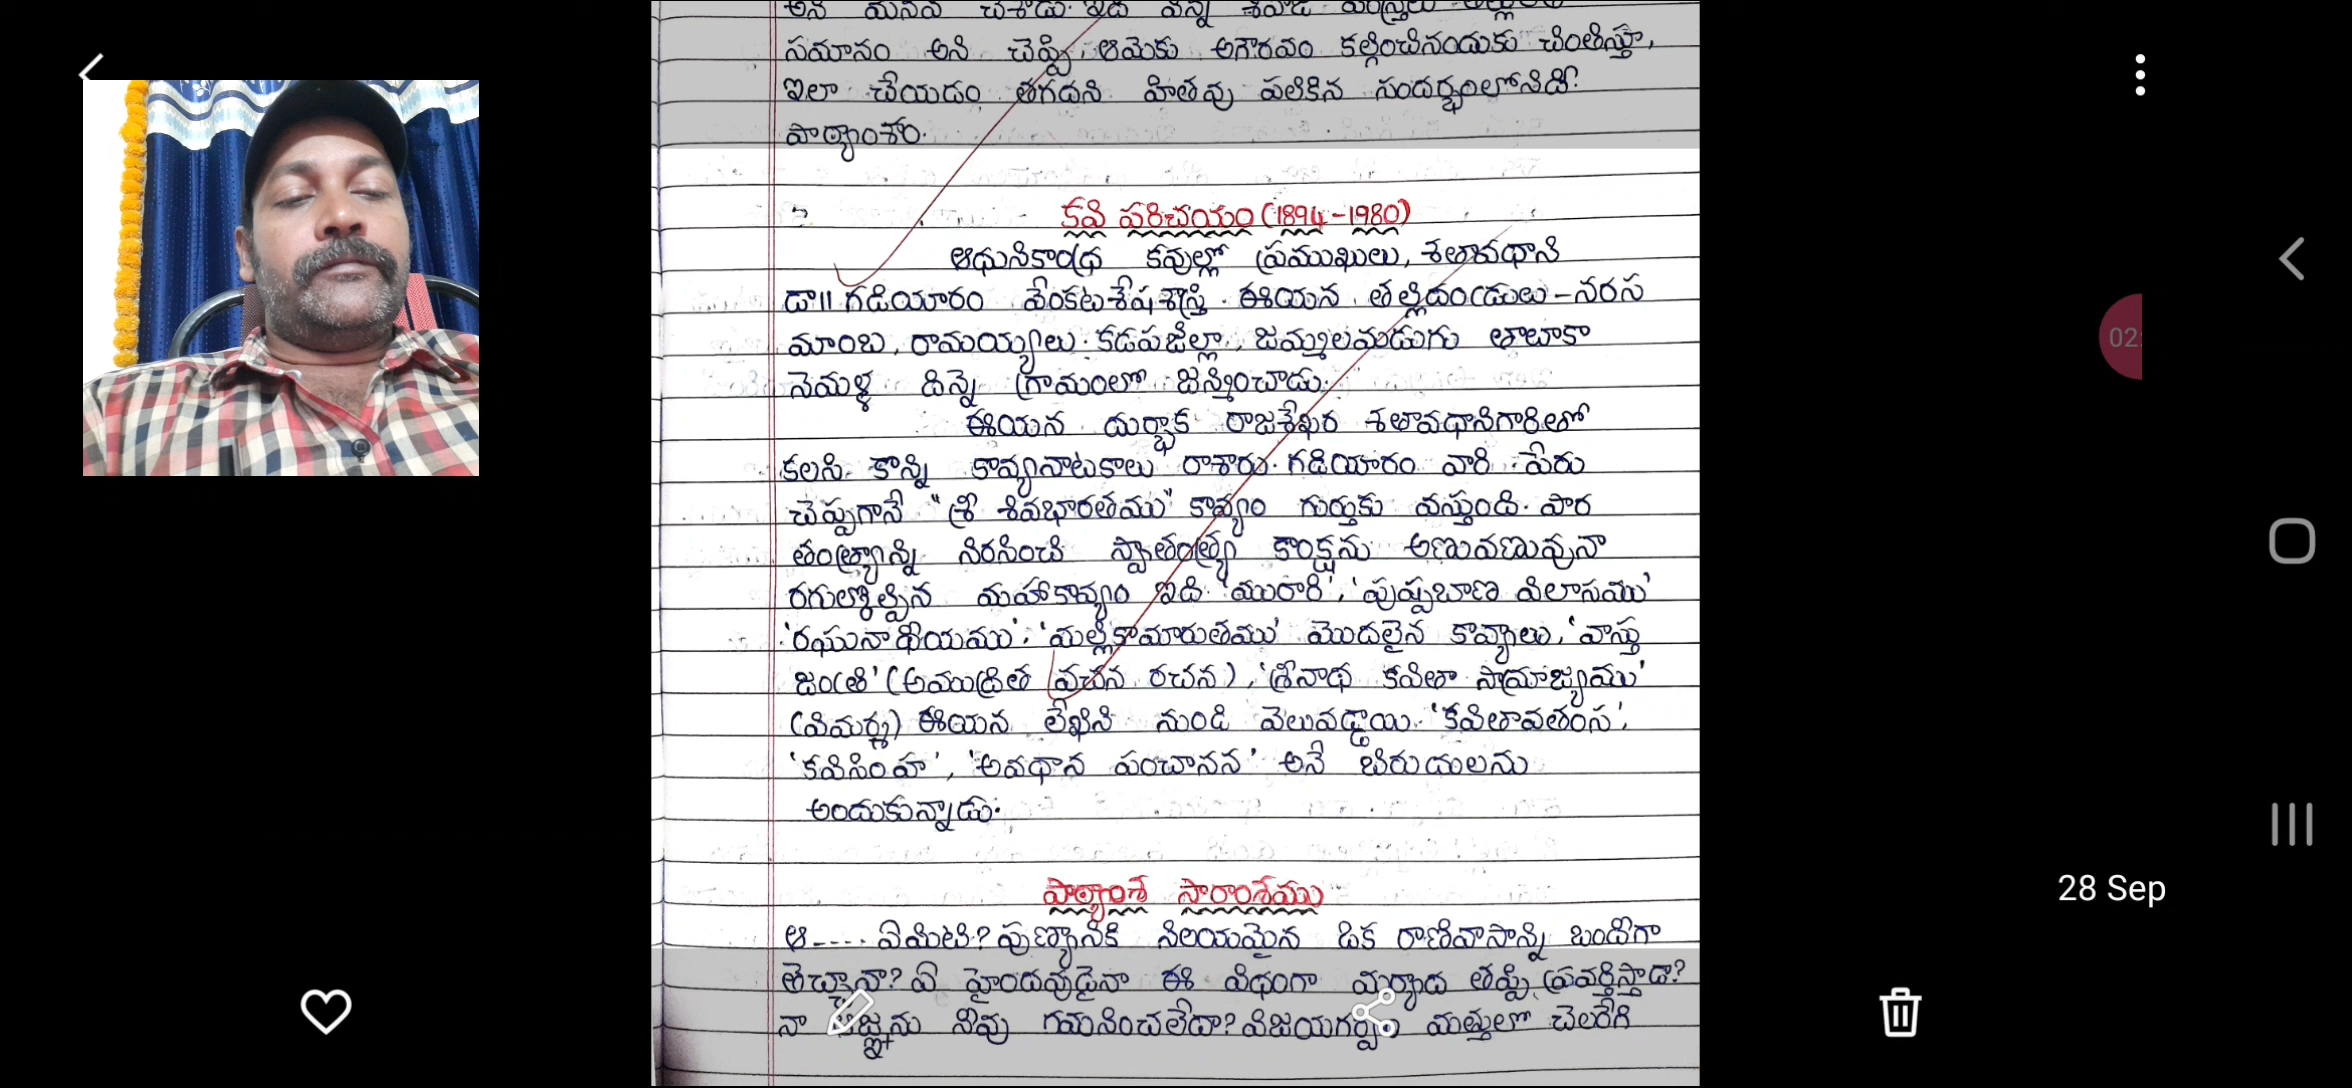 సమానం అని చెప్పి, ఆమెకు అగౌరవం కల్గించినందుకు చింతిస్తూ,
ఇలా చేయడం తగదని హితవు పలికిన సందర్భంలోనిదీ
పాఠ్యాంశం.
కవి పరిచయం (1894-1980)
ఆధునికాంధ్ర కవుల్లో ప్రముఖులు, శతావధాని
డా॥ గడియారం వేంకటశేషశాస్త్రి. ఈయన తల్లిదండ్రులు - నరస
మాంబ, రామయ్యలు. కడపజిల్లా, జమ్మలమడుగు తాలూకా
నెమళ్ళ దిన్నె గ్రామంలో జన్మించాడు.
ఈయన దుర్భాక రాజశేఖర శతావధానిగారితో
కలసి కొన్ని కావ్యనాటకాలు రాశారు. గడియారం వారి పేరు
చెప్పగానే "శ్రీ శివభారతము" కావ్యం గుర్తుకు వస్తుంది. పార
తంత్ర్యాన్ని నిరసించి స్వాతంత్ర్య కాంక్షను అణువణువునా
రగుల్కొల్పిన మహాకావ్యం ఇది. 'మురారి', 'పుష్పబాణ విలాసము'
'రఘునాథీయము', 'మల్లికామారుతము' మొదలైన కావ్యాలు, 'వాస్తు
జంత్రి' (అముద్రిత వచన రచన), 'శ్రీనాథ కవితా సామ్రాజ్యము'
(విమర్శ) ఈయన లేఖిని నుండి వెలువడ్డాయి. 'కవితావతంస',
'కవిసింహ', 'అవధాన పంచానన' అనే బిరుదులను
అందుకున్నాడు.
పాఠ్యాంశ సారాంశము
ఆ.... ఏమిటి? పుణ్యానికి నిలయమైన ఒక రాణివాసాన్ని బందీగా
తెచ్చానా? ఏ హైందవుడైనా ఈ విధంగా మర్యాద తప్పి ప్రవర్తిస్తాడా?
నా ఆజ్ఞను నీవు గమనించలేదా? విజయగర్వం మత్తులో చెలరేగి
02:
28 Sep